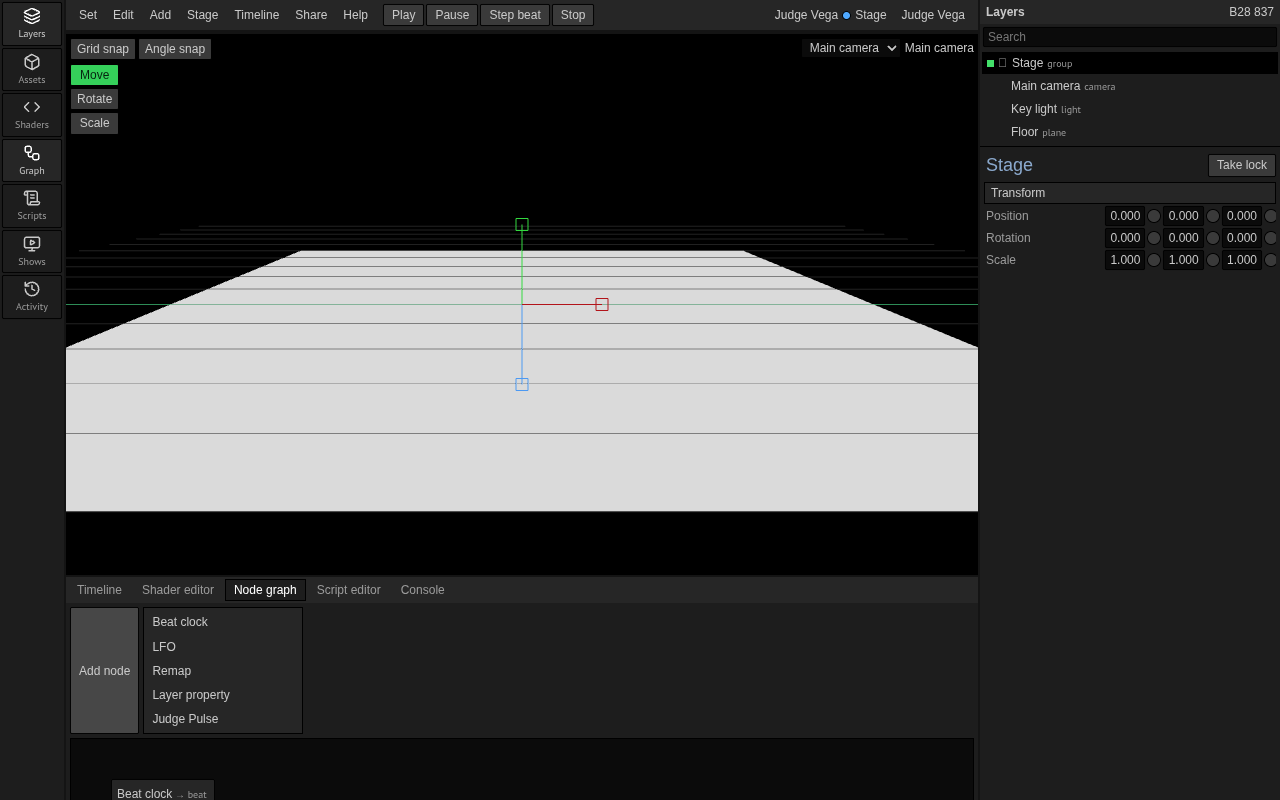 Layers
Assets
Shaders
Graph
Scripts
Shows
Activity
Set Edit Add Stage Timeline Share Help Play Pause Step beat Stop Judge Vega Stage Judge Vega
Grid snap Angle snap Main camera Main camera
Move
Rotate
Scale
Timeline Shader editor Node graph Script editor Console
Add node
Beat clock
LFO
Remap
Layer property
Judge Pulse
Beat clock → beat
Layers B28 837
Search
Stage group
Main camera camera
Key light light
Floor plane
Stage Take lock
Transform
Position 0.000 0.000 0.000
Rotation 0.000 0.000 0.000
Scale 1.000 1.000 1.000